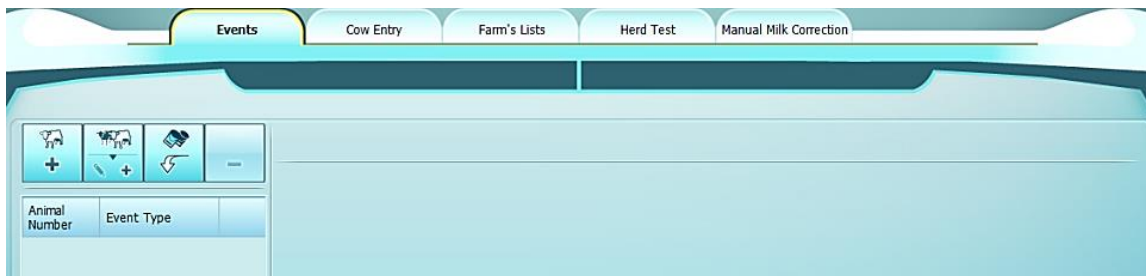 Events Cow Entry Farm's Lists Herd Test Manual Milk Correction
Animal
Number Event Type